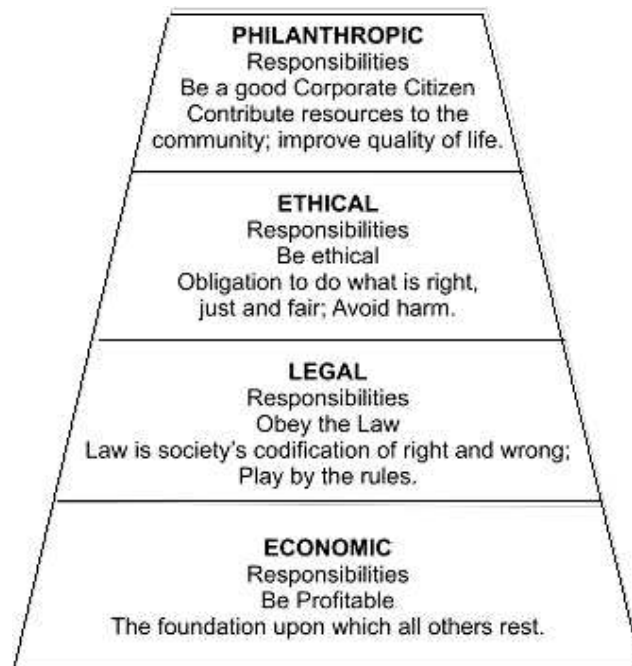 PHILANTHROPIC
Responsibilities
Be a good Corporate Citizen
Contribute resources to the
community; improve quality of life.
ETHICAL
Responsibilities
Be ethical
Obligation to do what is right,
just and fair; Avoid harm.
LEGAL
Responsibilities
Obey the Law
Law is society's codification of right and wrong;
Play by the rules.
ECONOMIC
Responsibilities
Be Profitable
The foundation upon which all others rest.